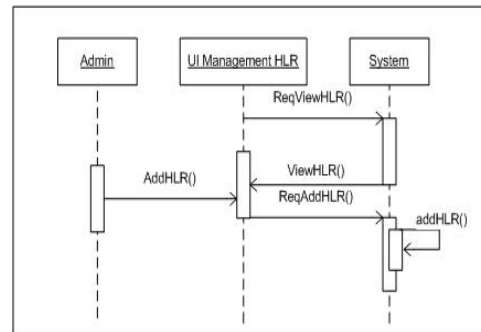 Admin
UI Management HLR
System
ReqViewHLR()
ViewHLR()
AddHLR()
ReqAddHLR()
addHLR()